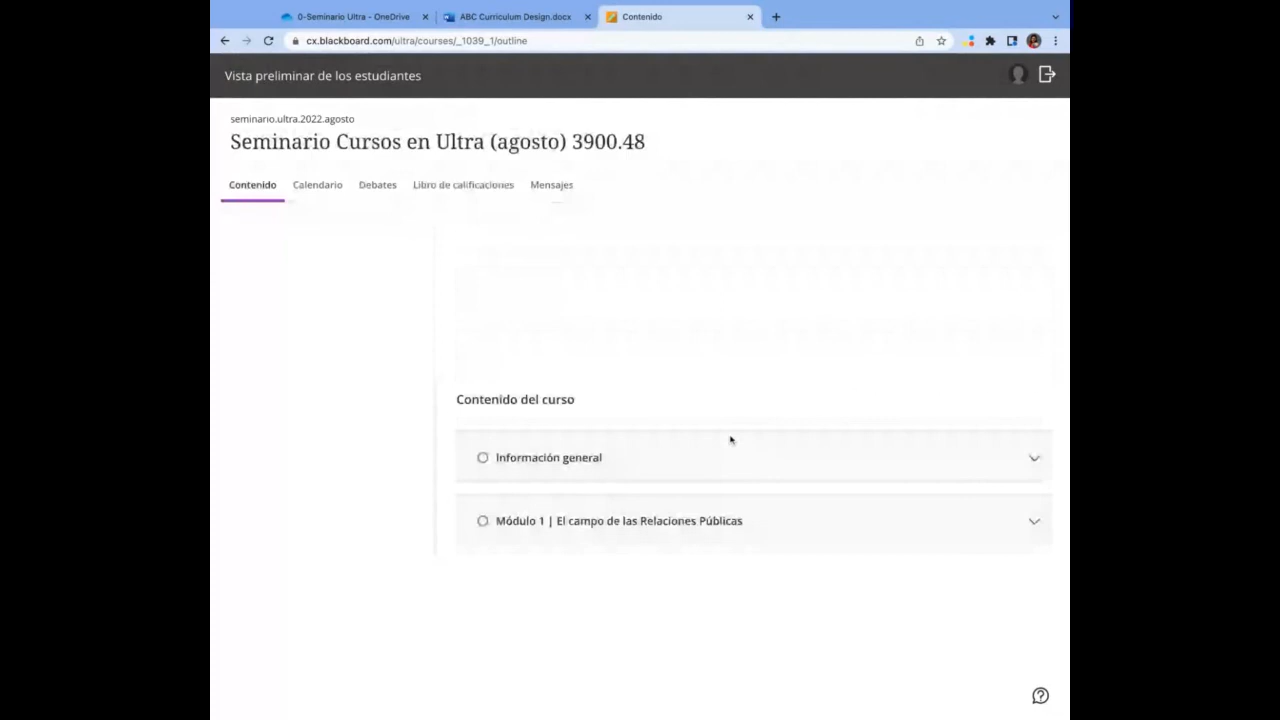 0-Seminario Ultra - OneDrive
ABC Curriculum Design.docx
Contenido
cx.blackboard.com/ultra/courses/_1039_1/outline
Vista preliminar de los estudiantes
seminario.ultra.2022.agosto
Seminario Cursos en Ultra (agosto) 3900.48
Contenido Calendario Debates Libro de calificaciones Mensajes
Contenido del curso
Información general
Módulo 1 | El campo de las Relaciones Públicas